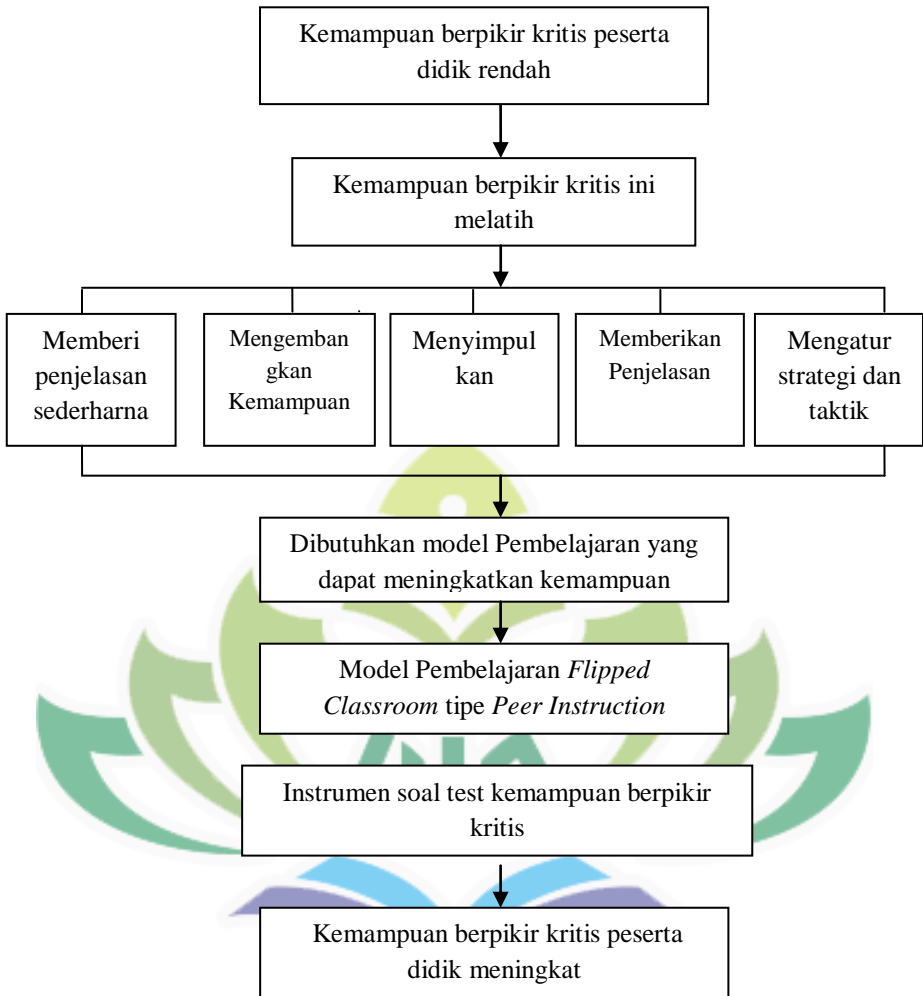 Kemampuan berpikir kritis peserta
didik rendah
Kemampuan berpikir kritis ini
melatih
Memberi
penjelasan
sederharna
Mengemban
gkan
Kemampuan
Menyimpul
kan
Memberikan
Penjelasan
Mengatur
strategi dan
taktik
Dibutuhkan model Pembelajaran yang
dapat meningkatkan kemampuan
Model Pembelajaran Flipped
Classroom tipe Peer Instruction
Instrumen soal test kemampuan berpikir
kritis
Kemampuan berpikir kritis peserta
didik meningkat